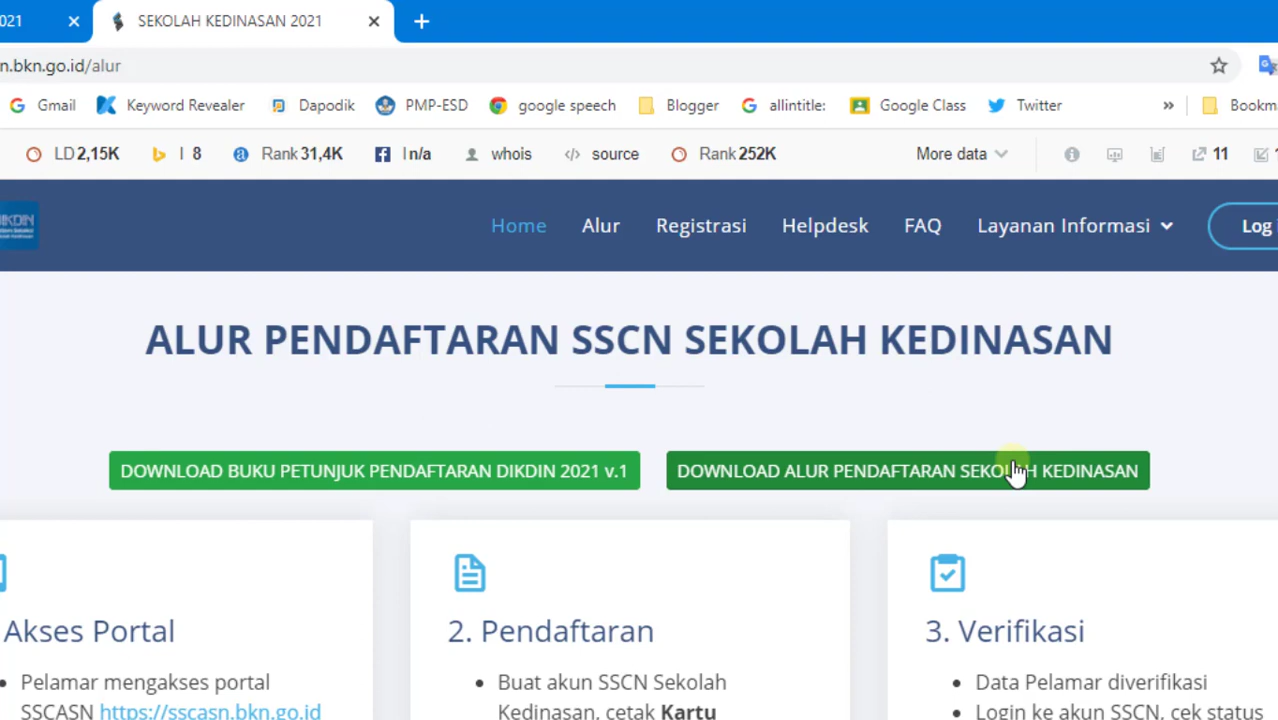 021
SEKOLAH KEDINASAN 2021
n.bkn.go.id/alur
Gmail Keyword Revealer Dapodik PMP-ESD google speech Blogger allintitle: Google Class Twitter » Bookm
LD 2,15K I 8 Rank 31,4K I n/a whois source Rank 252K More data 11
DIKDIN Home Alur Registrasi Helpdesk FAQ Layanan Informasi Log
ALUR PENDAFTARAN SSCN SEKOLAH KEDINASAN
DOWNLOAD BUKU PETUNJUK PENDAFTARAN DIKDIN 2021 v.1
DOWNLOAD ALUR PENDAFTARAN SEKOLAH KEDINASAN
Akses Portal
Pelamar mengakses portal
SSCASN https://sscasn.bkn.go.id
2. Pendaftaran
Buat akun SSCN Sekolah
Kedinasan, cetak Kartu
3. Verifikasi
Data Pelamar diverifikasi
Login ke akun SSCN, cek status